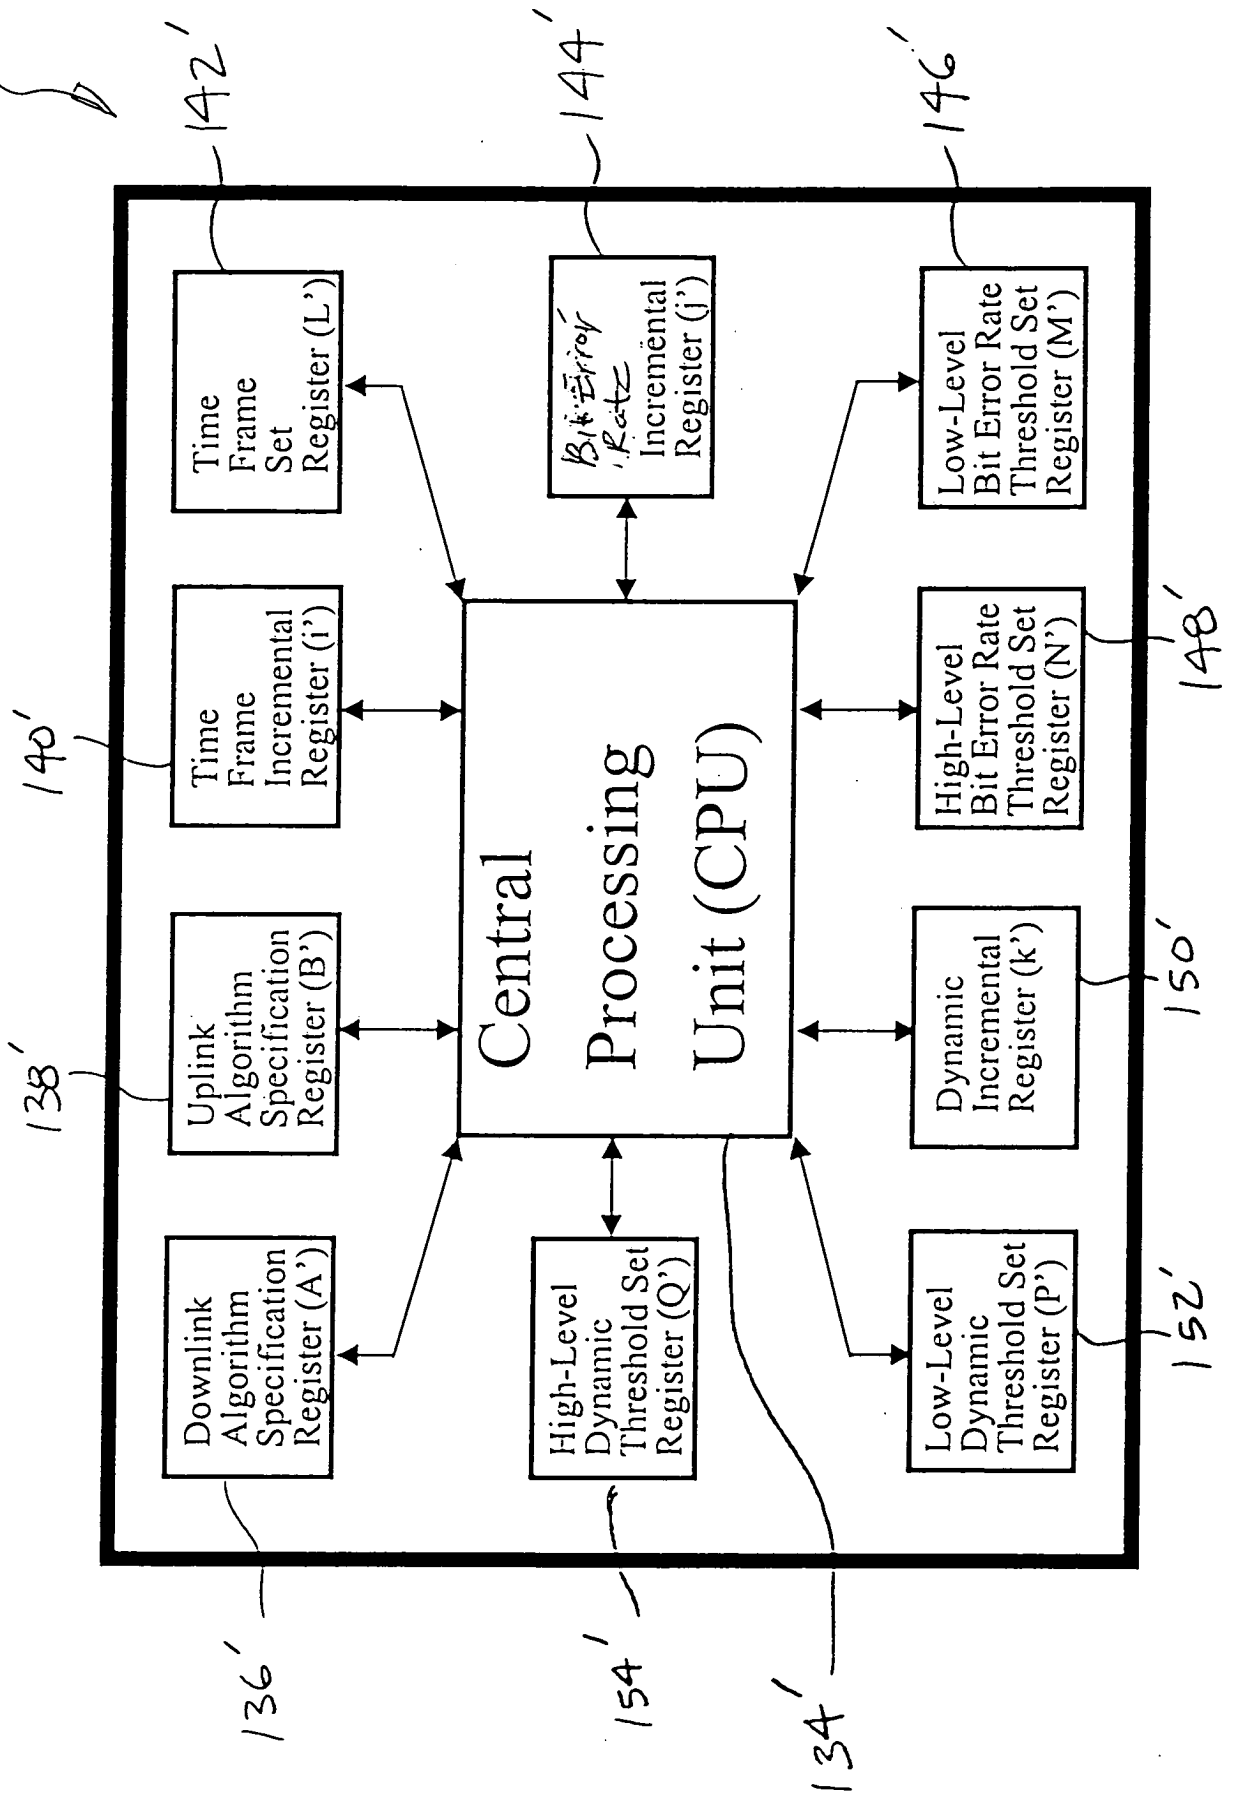 136'
138'
140'
142'
Downlink
Algorithm
Specification
Register (A')
Uplink
Algorithm
Specification
Register (B')
Time
Frame
Incremental
Register (i')
Time
Frame
Set
Register (L')
154'
High-Level
Dynamic
Threshold Set
Register (Q')
Central
Processing
Unit (CPU)
Bit Error
Rate
Incremental
Register (j')
144'
134'
Low-Level
Dynamic
Threshold Set
Register (P')
Dynamic
Incremental
Register (k')
High-Level
Bit Error Rate
Threshold Set
Register (N')
Low-Level
Bit Error Rate
Threshold Set
Register (M')
146'
152'
150'
148'